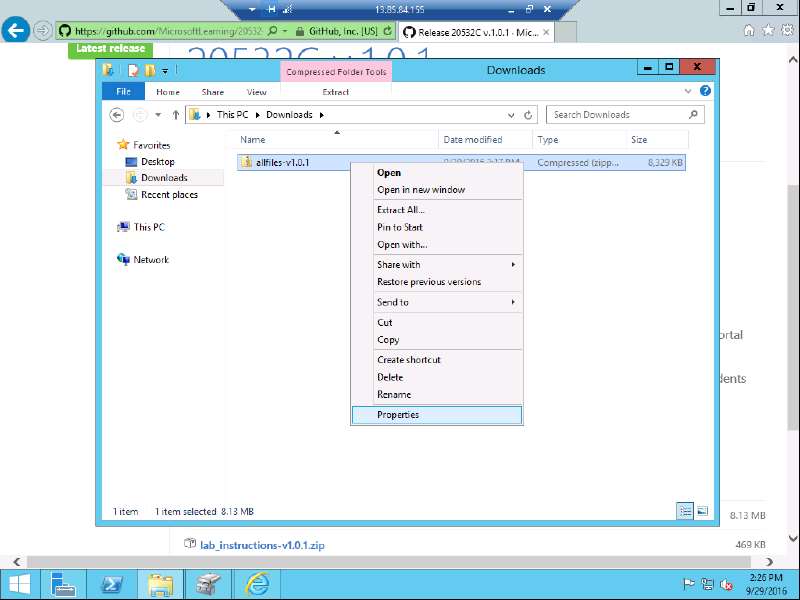 13.85.84.155
https://github.com/MicrosoftLearning/20532
GitHub, Inc. [US]
Release 20532C v.1.0.1 - Mic...
Latest release
20532C v.1.0.1
Compressed Folder Tools
Downloads
File
Home
Share
View
Extract
This PC
Downloads
Search Downloads
Name
Date modified
Type
Size
Favorites
Desktop
Downloads
Recent places
This PC
Network
allfiles-v1.0.1
9/29/2016 2:17 PM
Compressed (zipp...
8,329 KB
Open
Open in new window
Extract All...
Pin to Start
Open with...
Share with
Restore previous versions
Send to
Cut
Copy
Create shortcut
Delete
Rename
Properties
ortal
dents
1 item
1 item selected 8.13 MB
8.13 MB
lab_instructions-v1.0.1.zip
469 KB
2:26 PM
9/29/2016